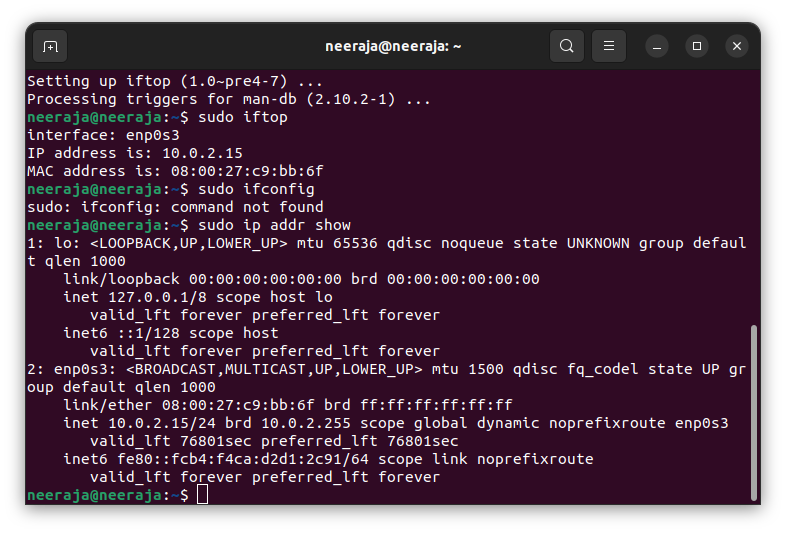 neeraja@neeraja: ~
Setting up iftop (1.0~pre4-7) ...
Processing triggers for man-db (2.10.2-1) ...
neeraja@neeraja:~$ sudo iftop
interface: enp0s3
IP address is: 10.0.2.15
MAC address is: 08:00:27:c9:bb:6f
neeraja@neeraja:~$ sudo ifconfig
sudo: ifconfig: command not found
neeraja@neeraja:~$ sudo ip addr show
1: lo: <LOOPBACK,UP,LOWER_UP> mtu 65536 qdisc noqueue state UNKNOWN group defaul
t qlen 1000
    link/loopback 00:00:00:00:00:00 brd 00:00:00:00:00:00
    inet 127.0.0.1/8 scope host lo
       valid_lft forever preferred_lft forever
    inet6 ::1/128 scope host
       valid_lft forever preferred_lft forever
2: enp0s3: <BROADCAST,MULTICAST,UP,LOWER_UP> mtu 1500 qdisc fq_codel state UP gr
oup default qlen 1000
    link/ether 08:00:27:c9:bb:6f brd ff:ff:ff:ff:ff:ff
    inet 10.0.2.15/24 brd 10.0.2.255 scope global dynamic noprefixroute enp0s3
       valid_lft 76801sec preferred_lft 76801sec
    inet6 fe80::fcb4:f4ca:d2d1:2c91/64 scope link noprefixroute
       valid_lft forever preferred_lft forever
neeraja@neeraja:~$